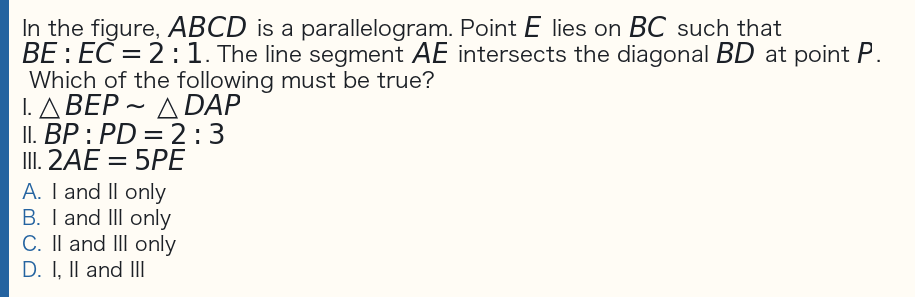 In the figure, ABCD is a parallelogram. Point E lies on BC such that
BE : EC = 2 : 1. The line segment AE intersects the diagonal BD at point P.
Which of the following must be true?
I. △BEP ~ △DAP
II. BP : PD = 2 : 3
III. 2AE = 5PE
A. I and II only
B. I and III only
C. II and III only
D. I, II and III